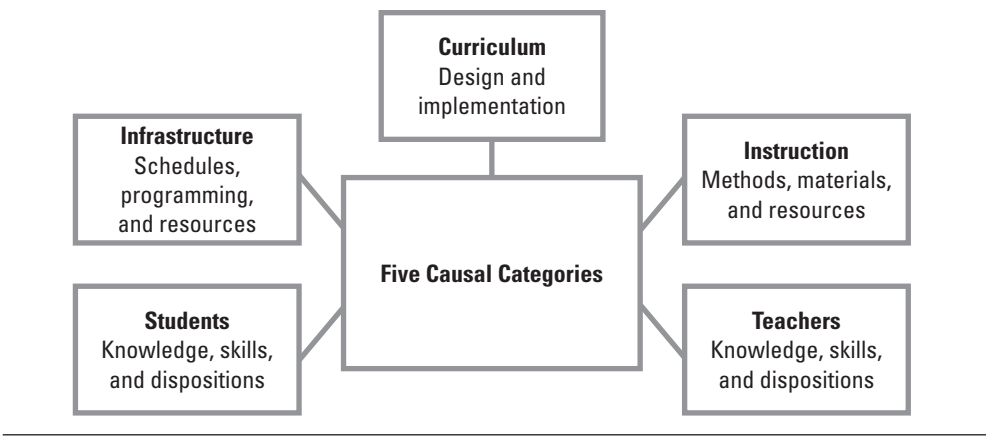 Curriculum
Design and
implementation
Infrastructure
Schedules,
programming,
and resources
Instruction
Methods, materials,
and resources
Five Causal Categories
Students
Knowledge, skills,
and dispositions
Teachers
Knowledge, skills,
and dispositions